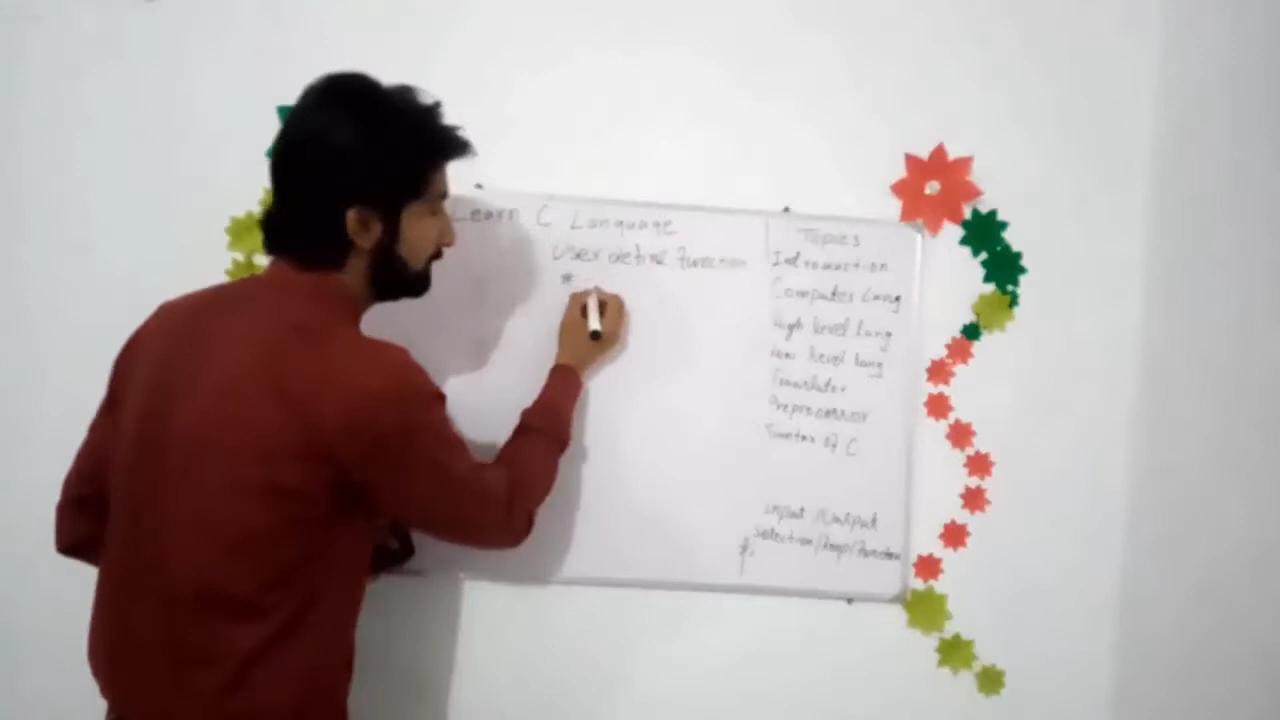 Learn C Language
User define Function
#
Topics
Introduction
Computer Lang
High level Lang
Low level lang
Translator
Preprocessor
Syntax of C
input /output
selection/loop/function